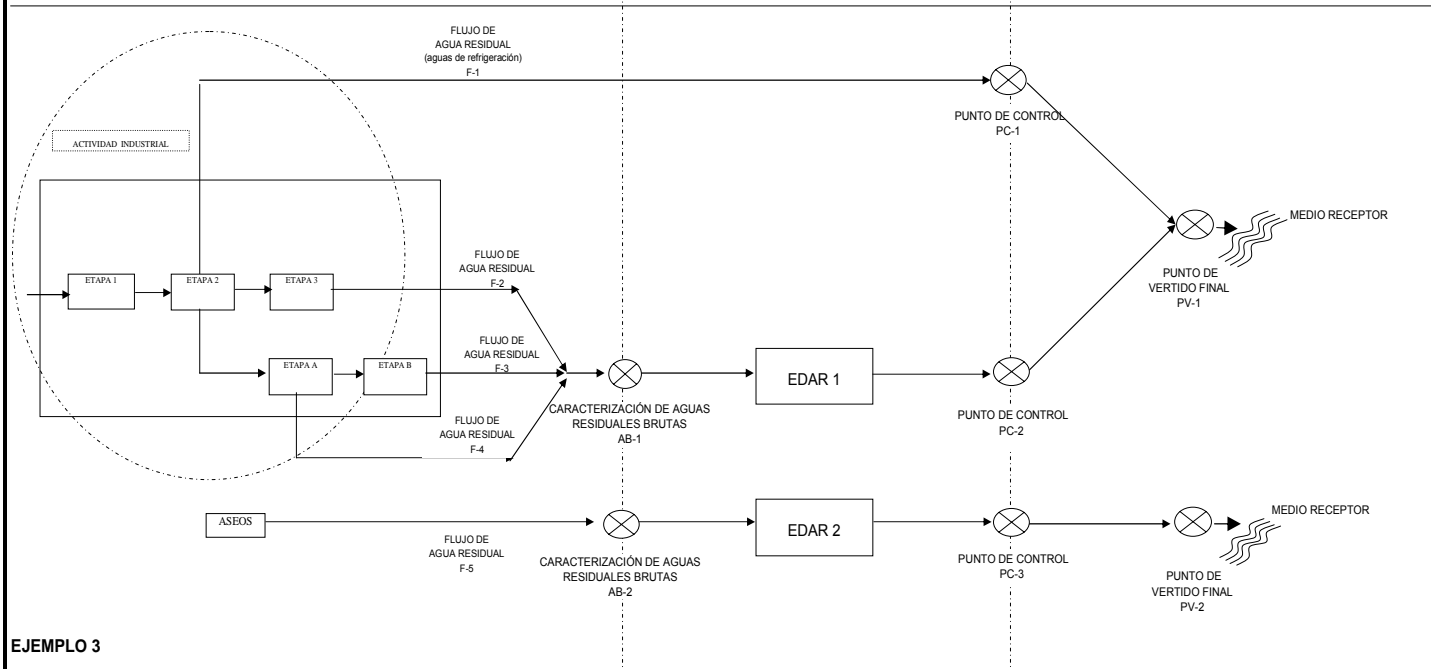 FLUJO DE
AGUA RESIDUAL
(aguas de refrigeración)
F-1
PUNTO DE CONTROL
PC-1
ACTIVIDAD INDUSTRIAL
MEDIO RECEPTOR
PUNTO DE
VERTIDO FINAL
PV-1
ETAPA 1
ETAPA 2
ETAPA 3
FLUJO DE
AGUA RESIDUAL
F-2
ETAPA A
ETAPA B
FLUJO DE
AGUA RESIDUAL
F-3
FLUJO DE
AGUA RESIDUAL
F-4
CARACTERIZACIÓN DE AGUAS
RESIDUALES BRUTAS
AB-1
EDAR 1
PUNTO DE CONTROL
PC-2
ASEOS
FLUJO DE
AGUA RESIDUAL
F-5
CARACTERIZACIÓN DE AGUAS
RESIDUALES BRUTAS
AB-2
EDAR 2
PUNTO DE CONTROL
PC-3
MEDIO RECEPTOR
PUNTO DE
VERTIDO FINAL
PV-2
EJEMPLO 3